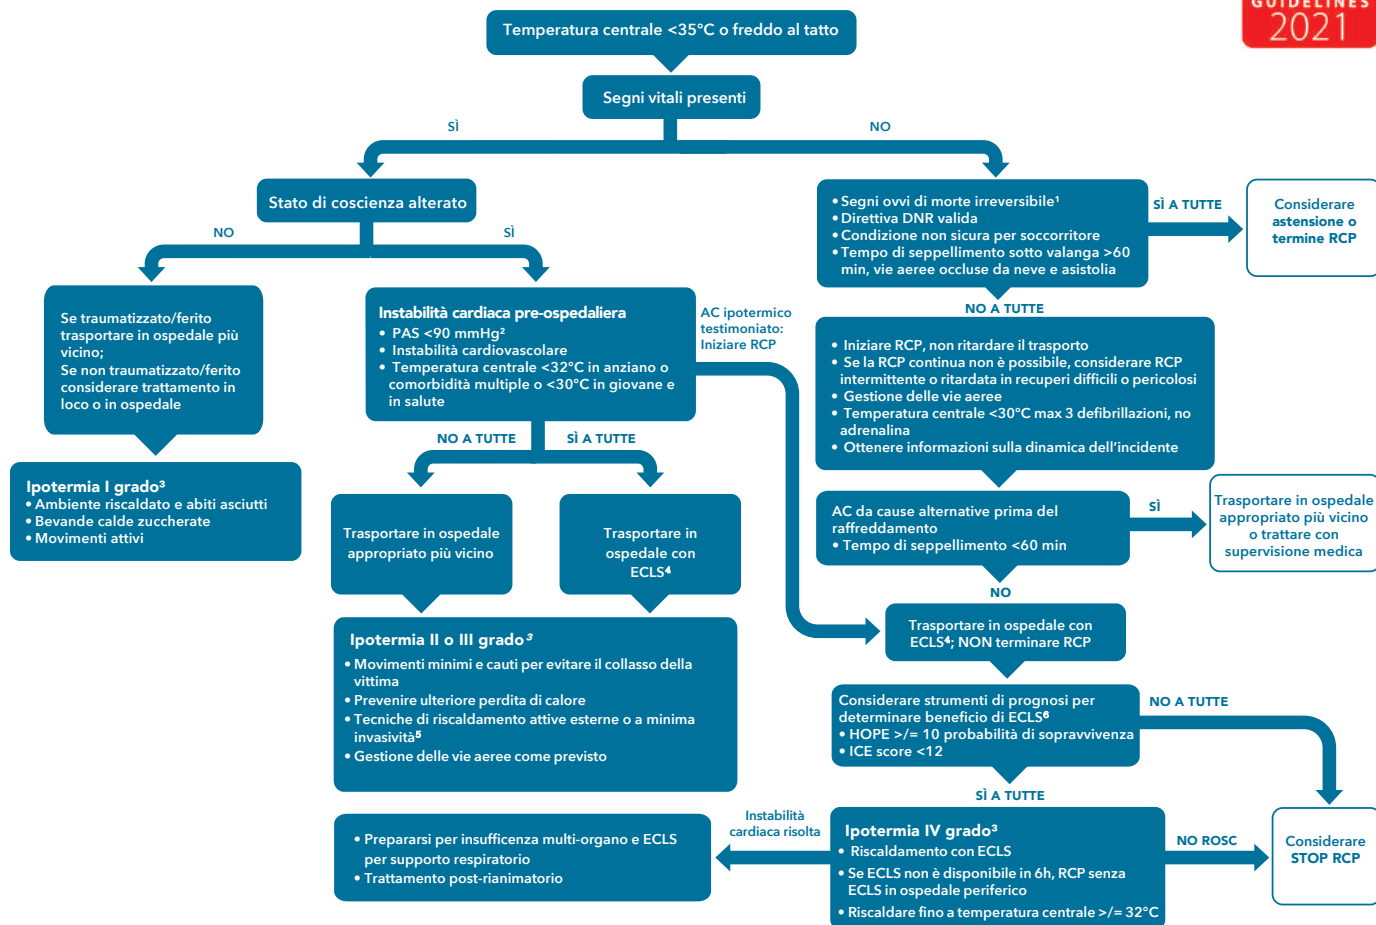 GUIDELINES
2021
Temperatura centrale <35°C o freddo al tatto
Segni vitali presenti
SÌ
NO
Stato di coscienza alterato
NO
SÌ
Se traumatizzato/ferito
trasportare in ospedale più
vicino;
Se non traumatizzato/ferito
considerare trattamento in
loco o in ospedale
Ipotermia I grado³
• Ambiente riscaldato e abiti asciutti
• Bevande calde zuccherate
• Movimenti attivi
Instabilità cardiaca pre-ospedaliera
• PAS <90 mmHg²
• Instabilità cardiovascolare
• Temperatura centrale <32°C in anziano o
comorbidità multiple o <30°C in giovane e
in salute
NO A TUTTE
SÌ A TUTTE
Trasportare in ospedale
appropriato più vicino
Trasportare in
ospedale con
ECLS⁴
Ipotermia II o III grado³
• Movimenti minimi e cauti per evitare il collasso della
vittima
• Prevenire ulteriore perdita di calore
• Tecniche di riscaldamento attive esterne o a minima
invasività⁵
• Gestione delle vie aeree come previsto
AC ipotermico
testimoniato:
Iniziare RCP
• Segni ovvi di morte irreversibile¹
• Direttiva DNR valida
• Condizione non sicura per soccorritore
• Tempo di seppellimento sotto valanga >60
min, vie aeree occluse da neve e asistolia
SÌ A TUTTE
Considerare
astensione o
termine RCP
NO A TUTTE
• Iniziare RCP, non ritardare il trasporto
• Se la RCP continua non è possibile, considerare RCP
intermittente o ritardata in recuperi difficili o pericolosi
• Gestione delle vie aeree
• Temperatura centrale <30°C max 3 defibrillazioni, no
adrenalina
• Ottenere informazioni sulla dinamica dell'incidente
AC da cause alternative prima del
raffreddamento
• Tempo di seppellimento <60 min
SÌ
Trasportare in ospedale
appropriato più vicino
o trattare con
supervisione medica
NO
Trasportare in ospedale con
ECLS⁴; NON terminare RCP
Considerare strumenti di prognosi per
determinare beneficio di ECLS⁶
• HOPE >/= 10 probabilità di sopravvivenza
• ICE score <12
NO A TUTTE
SÌ A TUTTE
Ipotermia IV grado³
• Riscaldamento con ECLS
• Se ECLS non è disponibile in 6h, RCP senza
ECLS in ospedale periferico
• Riscaldare fino a temperatura centrale >/= 32°C
NO ROSC
Considerare
STOP RCP
Instabilità
cardiaca risolta
• Prepararsi per insufficenza multi-organo e ECLS
per supporto respiratorio
• Trattamento post-rianimatorio